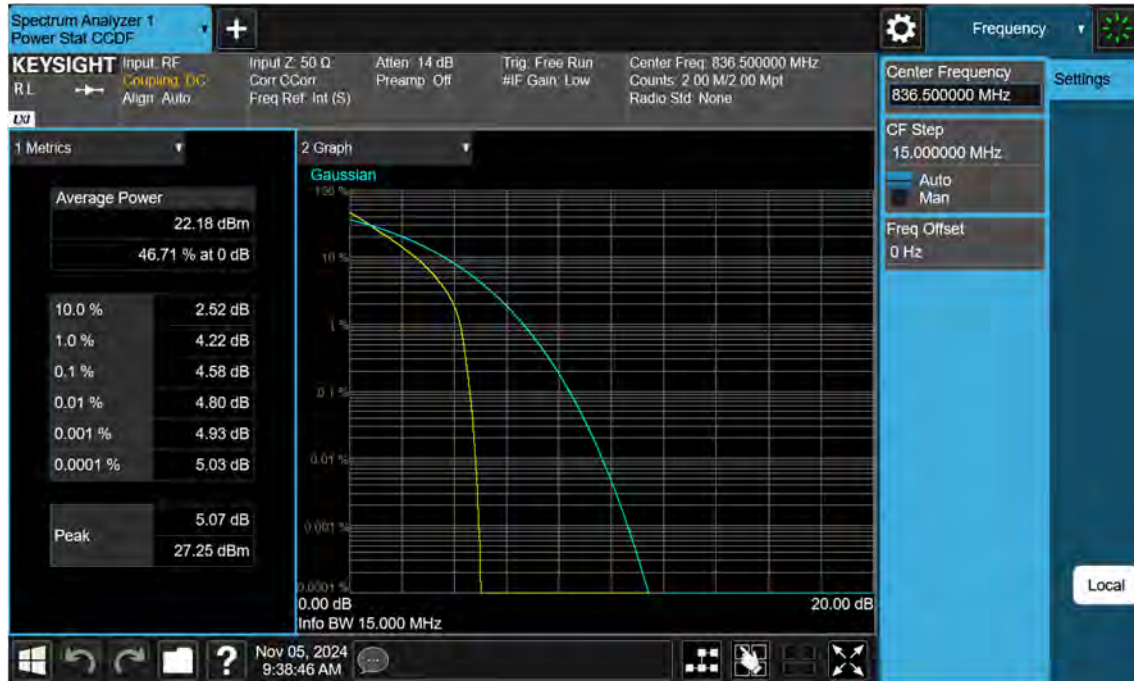 Spectrum Analyzer 1
Power Stat CCDF
+
Frequency
KEYSIGHT
RL
LXI
Input: RF
Coupling: DC
Align: Auto
Input Z: 50 Ω
Corr CCorr
Freq Ref: Int (S)
Atten: 14 dB
Preamp: Off
Trig: Free Run
#IF Gain: Low
Center Freq: 836.500000 MHz
Counts: 2.00 M/2.00 Mpt
Radio Std: None
Center Frequency
836.500000 MHz
Settings
CF Step
15.000000 MHz
Auto
Man
Freq Offset
0 Hz
Local
1 Metrics
Average Power
22.18 dBm
46.71 % at 0 dB
10.0 % 2.52 dB
1.0 % 4.22 dB
0.1 % 4.58 dB
0.01 % 4.80 dB
0.001 % 4.93 dB
0.0001 % 5.03 dB
Peak
5.07 dB
27.25 dBm
2 Graph
Gaussian
100 %
10 %
1 %
0.1 %
0.01 %
0.001 %
0.0001 %
0.00 dB 20.00 dB
Info BW 15.000 MHz
?
Nov 05, 2024
9:38:46 AM